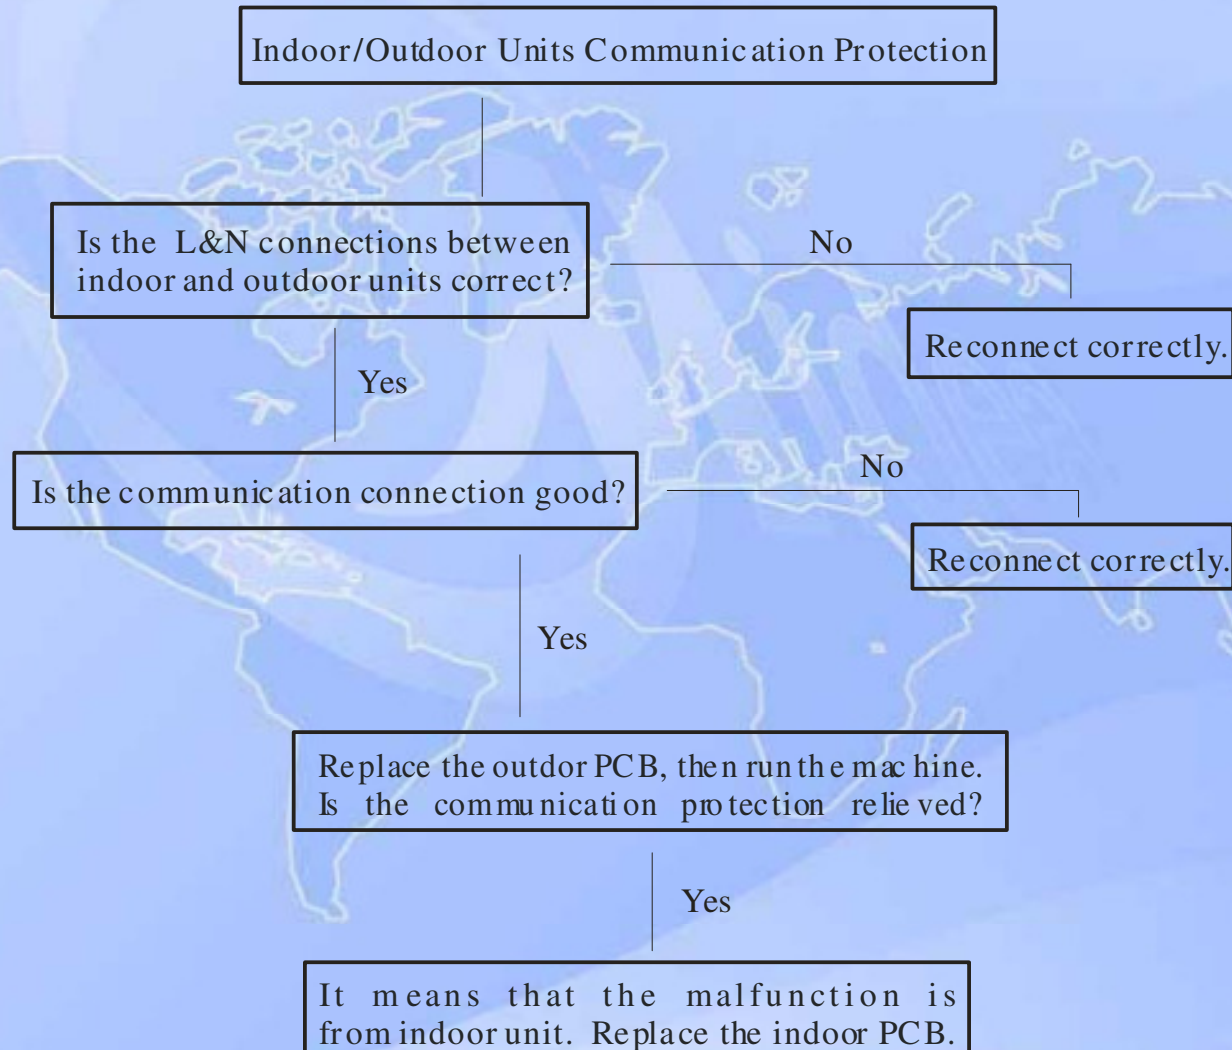 Indoor/Outdoor Units Communication Protection
Is the L&N connections between
indoor and outdoor units correct?
No
Reconnect correctly.
Yes
Is the communication connection good?
No
Reconnect correctly.
Yes
Replace the outdor PCB, then run the machine.
Is the communication protection relieved?
Yes
It means that the malfunction is
from indoor unit. Replace the indoor PCB.